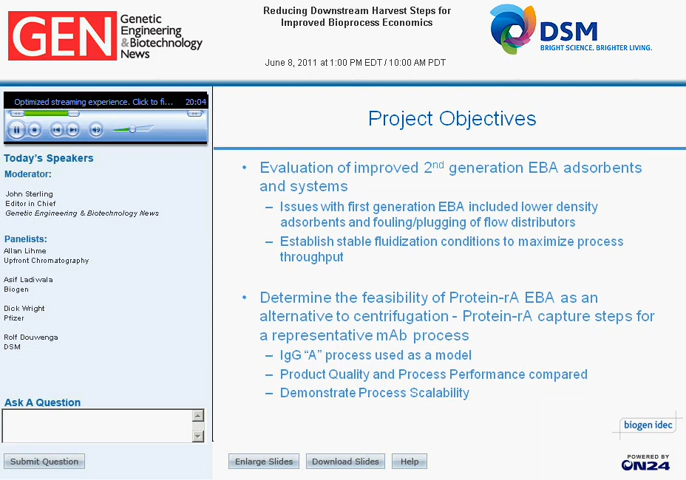 GEN
Genetic
Engineering
& Biotechnology
News
Reducing Downstream Harvest Steps for
Improved Bioprocess Economics
June 8, 2011 at 1:00 PM EDT / 10:00 AM PDT
DSM
BRIGHT SCIENCE. BRIGHTER LIVING.
Optimized streaming experience. Click to fi... 20:04
Today's Speakers
Moderator:
John Sterling
Editor in Chief
Genetic Engineering & Biotechnology News
Panelists:
Allan Lihme
Upfront Chromatography
Asif Ladiwala
Biogen
Dick Wright
Pfizer
Rolf Douwenga
DSM
Ask A Question
Submit Question
Project Objectives
• Evaluation of improved 2nd generation EBA adsorbents
and systems
– Issues with first generation EBA included lower density
adsorbents and fouling/plugging of flow distributors
– Establish stable fluidization conditions to maximize process
throughput
• Determine the feasibility of Protein-rA EBA as an
alternative to centrifugation - Protein-rA capture steps for
a representative mAb process
– IgG “A” process used as a model
– Product Quality and Process Performance compared
– Demonstrate Process Scalability
biogen idec
Enlarge Slides
Download Slides
Help
POWERED BY
ON24